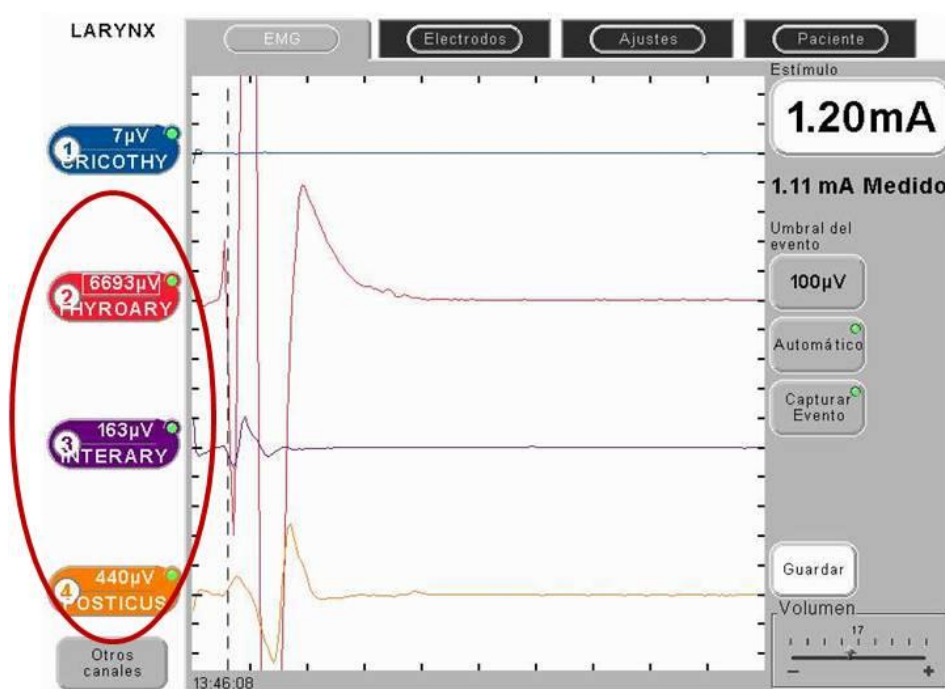 LARYNX
EMG
Electrodos
Ajustes
Paciente
Estímulo
1.20mA
1.11 mA Medido
Umbral del
evento
100µV
Automático
Capturar
Evento
Guardar
Volumen
17
- +
1
7µV
CRICOTHY
2
6693µV
THYROARY
3
163µV
INTERARY
4
440µV
POSTICUS
Otros
canales
13:46:08